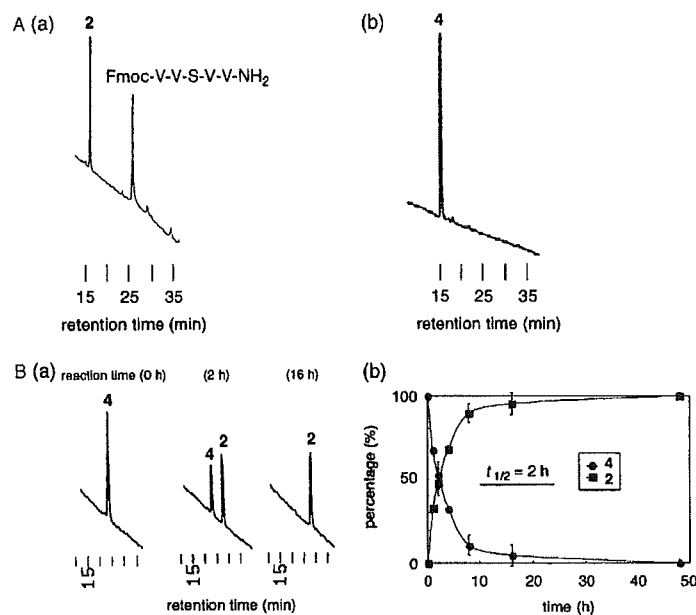 A (a)
2
Fmoc-V-V-S-V-V-NH2
15 25 35
retention time (min)
(b)
4
15 25 35
retention time (min)
B (a)
reaction time (0 h) (2 h) (16 h)
4
4 2
2
15 15 15
retention time (min)
(b)
100
50
0
percentage (%)
t1/2 = 2 h
4
2
0 10 20 30 40 50
time (h)